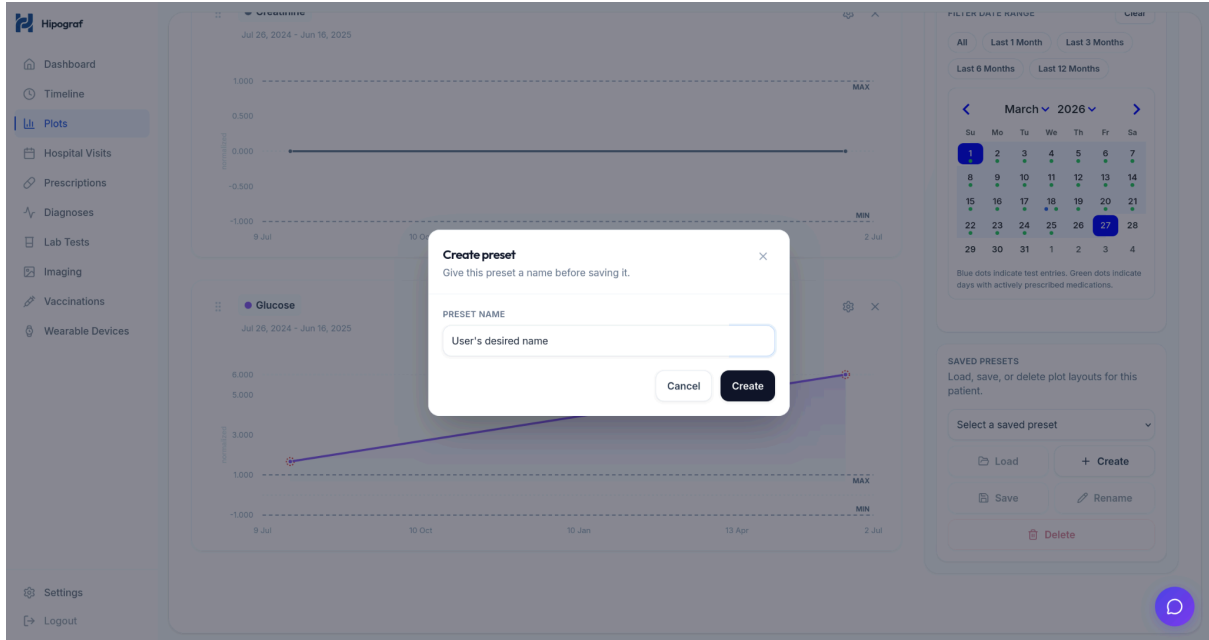 Hipograf
Dashboard
Timeline
Plots
Hospital Visits
Prescriptions
Diagnoses
Lab Tests
Imaging
Vaccinations
Wearable Devices
Settings
Logout
Creatinine
Jul 26, 2024 - Jun 16, 2025
1.000
MAX
0.500
0.000
-0.500
MIN
-1.000
9 Jul
2 Jul
Glucose
Jul 26, 2024 - Jun 16, 2025
6.000
5.000
3.000
1.000
MAX
MIN
-1.000
9 Jul 10 Oct 10 Jan 13 Apr 2 Jul
Create preset
Give this preset a name before saving it.
PRESET NAME
User's desired name
Cancel Create
FILTER DATE RANGE Clear
All Last 1 Month Last 3 Months
Last 6 Months Last 12 Months
March 2026
Su Mo Tu We Th Fr Sa
1 2 3 4 5 6 7
8 9 10 11 12 13 14
15 16 17 18 19 20 21
22 23 24 25 26 27 28
29 30 31 1 2 3 4
Blue dots indicate test entries. Green dots indicate
days with actively prescribed medications.
SAVED PRESETS
Load, save, or delete plot layouts for this
patient.
Select a saved preset
Load + Create
Save Rename
Delete